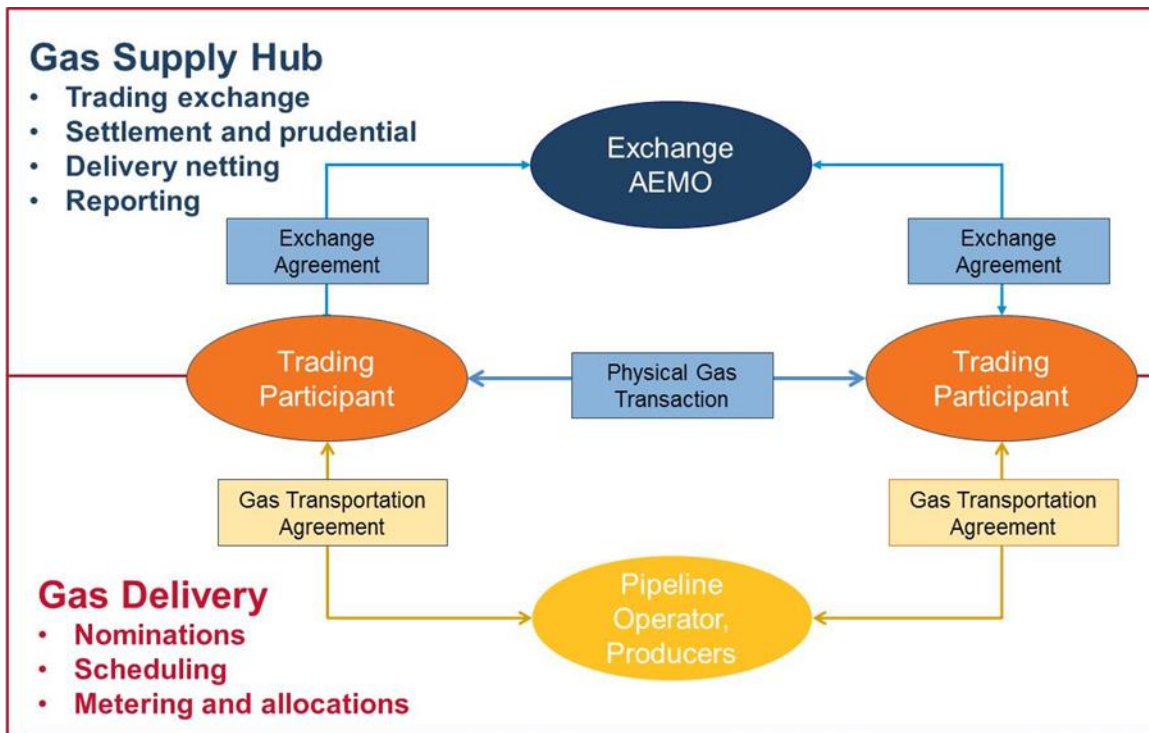 Gas Supply Hub
• Trading exchange
• Settlement and prudential
• Delivery netting
• Reporting
Exchange
AEMO
Exchange
Agreement
Exchange
Agreement
Trading
Participant
Physical Gas
Transaction
Trading
Participant
Gas Transportation
Agreement
Gas Transportation
Agreement
Gas Delivery
• Nominations
• Scheduling
• Metering and allocations
Pipeline
Operator,
Producers